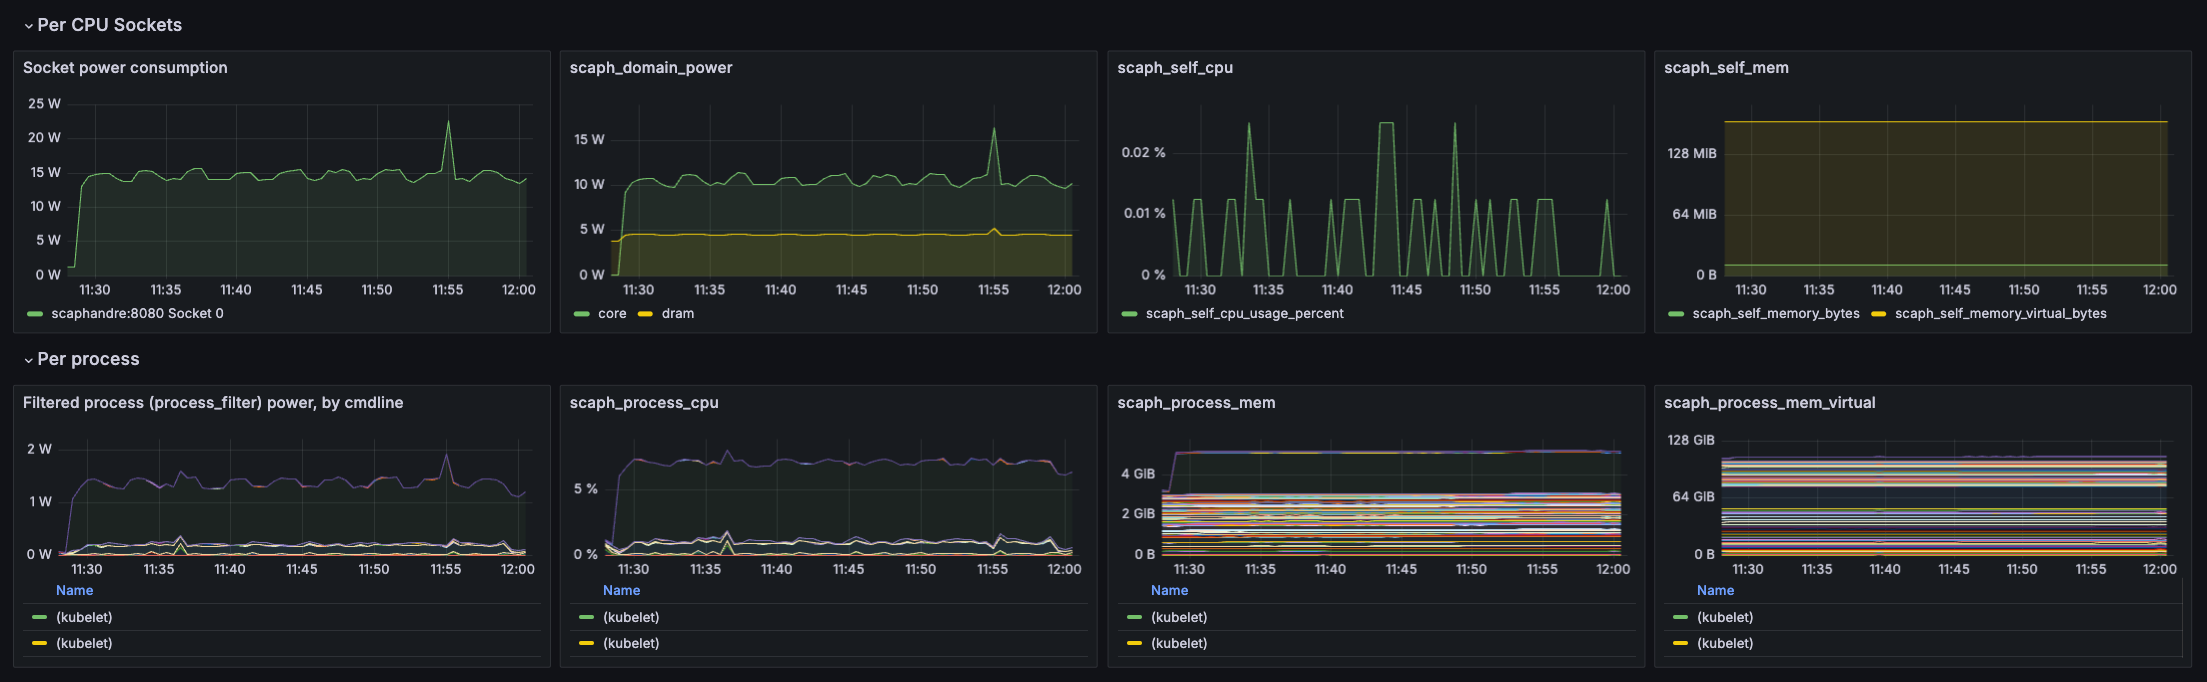 Per CPU Sockets
Socket power consumption
25 W
20 W
15 W
10 W
5 W
0 W
11:30 11:35 11:40 11:45 11:50 11:55 12:00
scaphandre:8080 Socket 0
scaph_domain_power
15 W
10 W
5 W
0 W
11:30 11:35 11:40 11:45 11:50 11:55 12:00
core dram
scaph_self_cpu
0.02 %
0.01 %
0 %
11:30 11:35 11:40 11:45 11:50 11:55 12:00
scaph_self_cpu_usage_percent
scaph_self_mem
128 MIB
64 MIB
0 B
11:30 11:35 11:40 11:45 11:50 11:55 12:00
scaph_self_memory_bytes scaph_self_memory_virtual_bytes
Per process
Filtered process (process_filter) power, by cmdline
2 W
1 W
0 W
11:30 11:35 11:40 11:45 11:50 11:55 12:00
Name
(kubelet)
(kubelet)
scaph_process_cpu
5 %
0 %
11:30 11:35 11:40 11:45 11:50 11:55 12:00
Name
(kubelet)
(kubelet)
scaph_process_mem
4 GIB
2 GIB
0 B
11:30 11:35 11:40 11:45 11:50 11:55 12:00
Name
(kubelet)
(kubelet)
scaph_process_mem_virtual
128 GIB
64 GIB
0 B
11:30 11:35 11:40 11:45 11:50 11:55 12:00
Name
(kubelet)
(kubelet)